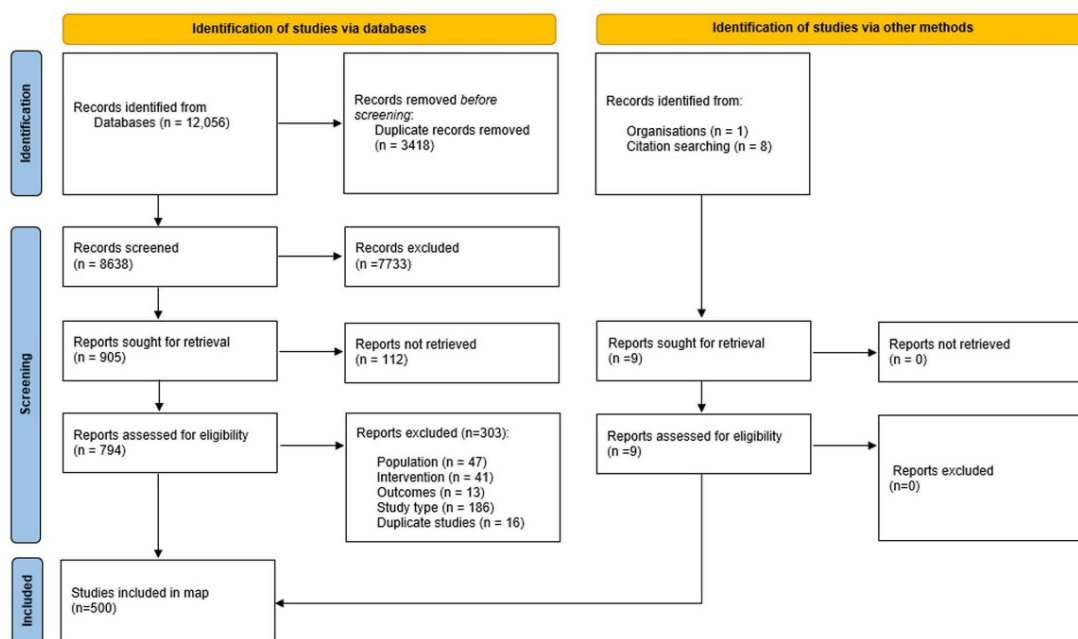 Identification of studies via databases
Identification of studies via other methods
Identification
Records identified from
Databases (n = 12,056)
Records removed before
screening:
Duplicate records removed
(n = 3418)
Records identified from:
Organisations (n = 1)
Citation searching (n = 8)
Screening
Records screened
(n = 8638)
Records excluded
(n =7733)
Reports sought for retrieval
(n = 905)
Reports not retrieved
(n = 112)
Reports sought for retrieval
(n =9)
Reports not retrieved
(n = 0)
Reports assessed for eligibility
(n = 794)
Reports excluded (n=303):
Population (n = 47)
Intervention (n = 41)
Outcomes (n = 13)
Study type (n = 186)
Duplicate studies (n = 16)
Reports assessed for eligibility
(n =9)
Reports excluded
(n=0)
Included
Studies included in map
(n=500)